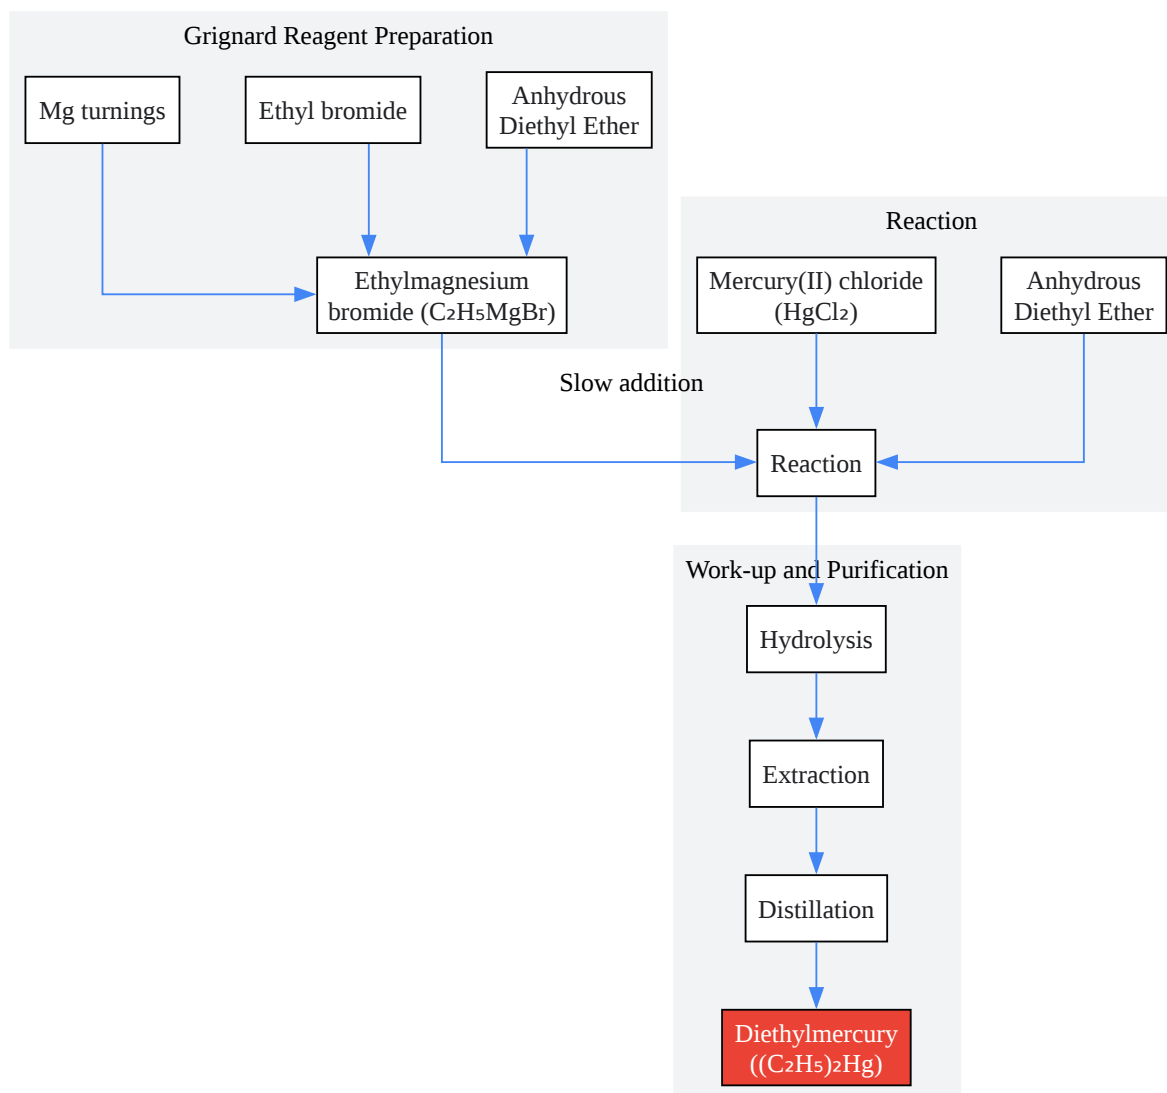 Grignard Reagent Preparation
Mg turnings
Ethyl bromide
Anhydrous
Diethyl Ether
Ethylmagnesium
bromide (C₂H₅MgBr)
Slow addition
Reaction
Mercury(II) chloride
(HgCl₂)
Anhydrous
Diethyl Ether
Reaction
Work-up and Purification
Hydrolysis
Extraction
Distillation
Diethylmercury
((C₂H₅)₂Hg)